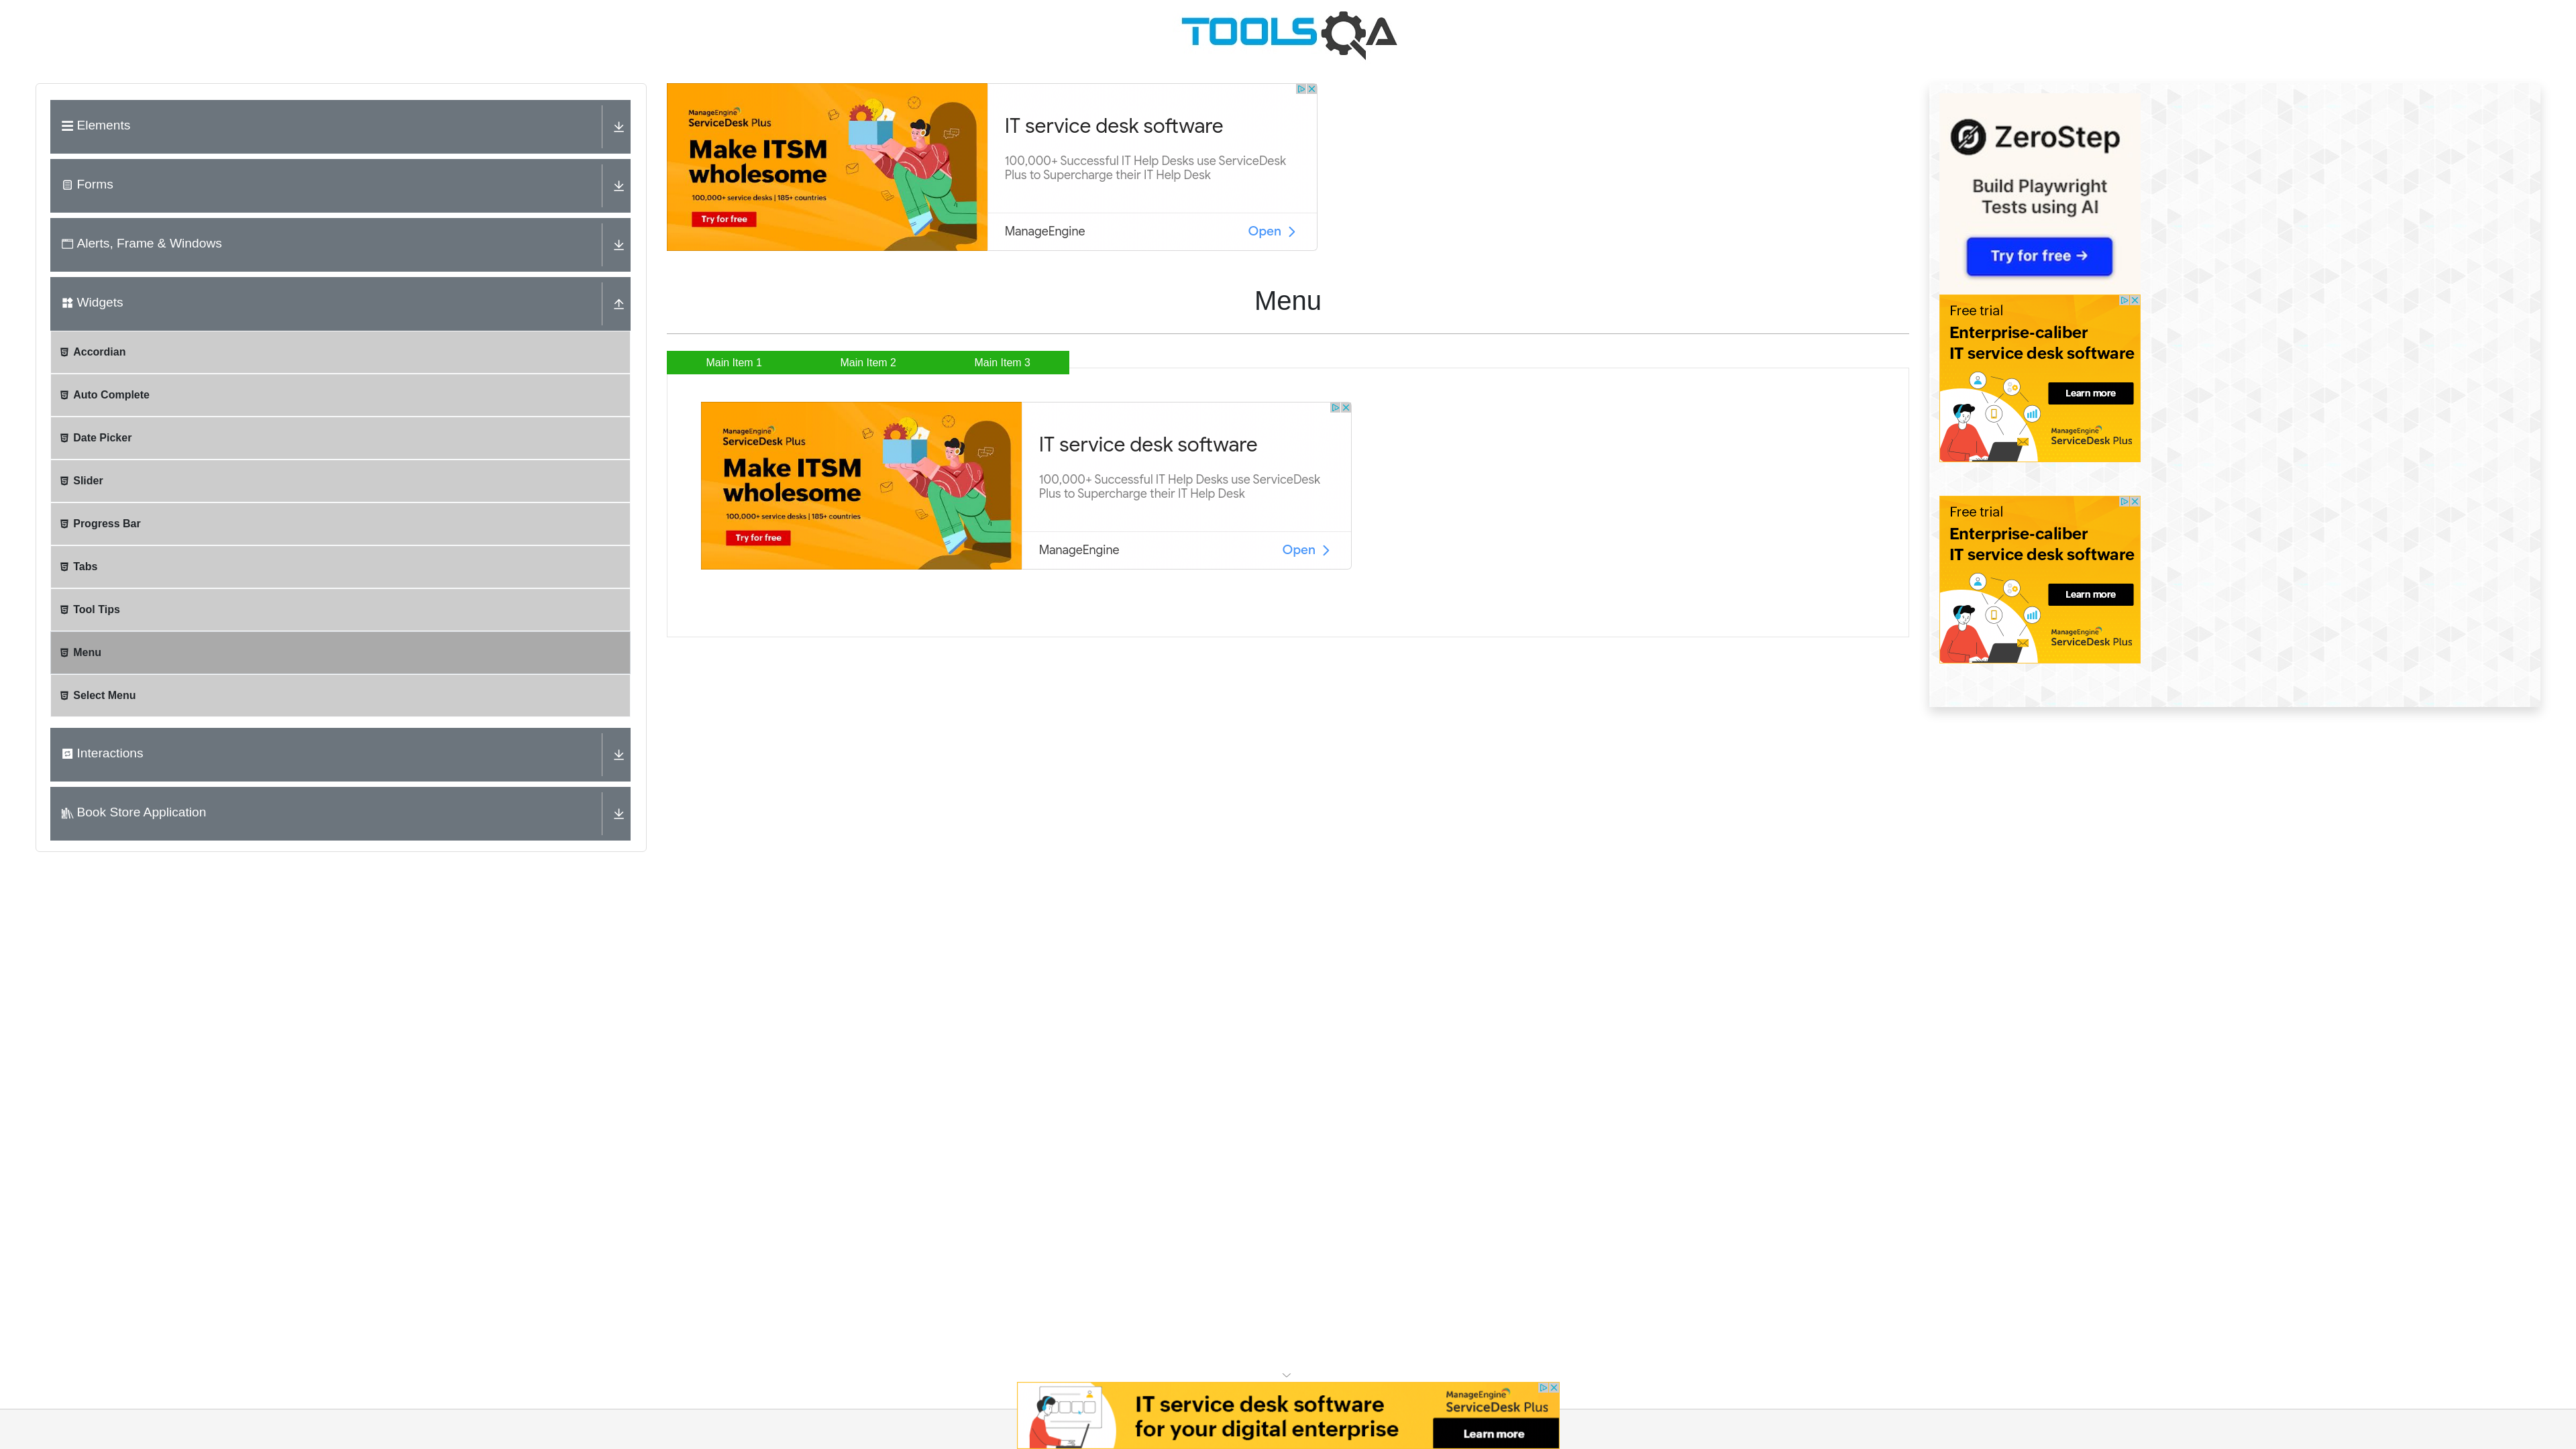 TOOLSQA
Elements
Forms
Alerts, Frame & Windows
Widgets
Accordian
Auto Complete
Date Picker
Slider
Progress Bar
Tabs
Tool Tips
Menu
Select Menu
Interactions
Book Store Application
ManageEngine
ServiceDesk Plus
Make ITSM
wholesome
100,000+ service desks | 185+ countries
Try for free
IT service desk software
100,000+ Successful IT Help Desks use ServiceDesk
Plus to Supercharge their IT Help Desk
ManageEngine
Open
Menu
Main Item 1
Main Item 2
Main Item 3
ManageEngine
ServiceDesk Plus
Make ITSM
wholesome
100,000+ service desks | 185+ countries
Try for free
IT service desk software
100,000+ Successful IT Help Desks use ServiceDesk
Plus to Supercharge their IT Help Desk
ManageEngine
Open
ZeroStep
Build Playwright
Tests using AI
Try for free →
Free trial
Enterprise-caliber
IT service desk software
Learn more
ManageEngine
ServiceDesk Plus
Free trial
Enterprise-caliber
IT service desk software
Learn more
ManageEngine
ServiceDesk Plus
IT service desk software
for your digital enterprise
ManageEngine
ServiceDesk Plus
Learn more